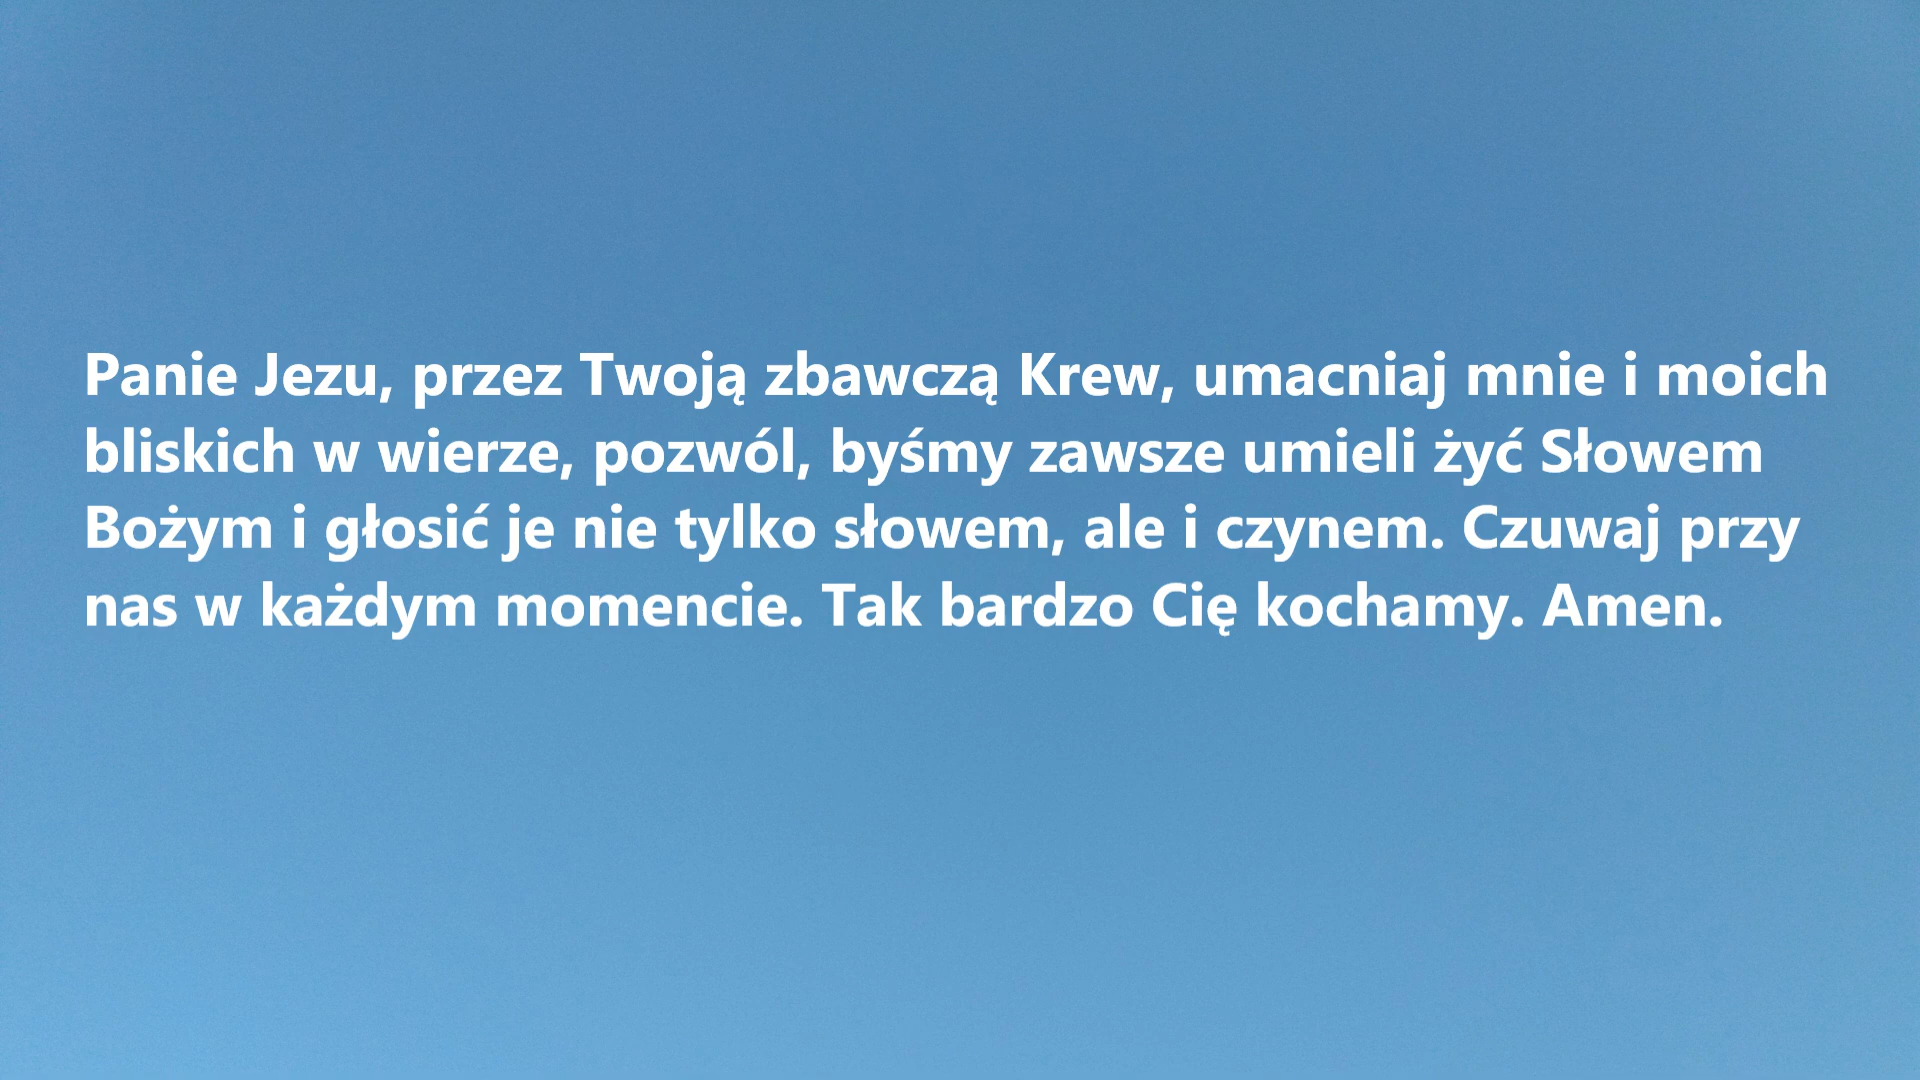 Panie Jezu, przez Twoją zbawczą Krew, umacniaj mnie i moich
bliskich w wierze, pozwól, byśmy zawsze umieli żyć Słowem
Bożym i głosić je nie tylko słowem, ale i czynem. Czuwaj przy
nas w każdym momencie. Tak bardzo Cię kochamy. Amen.